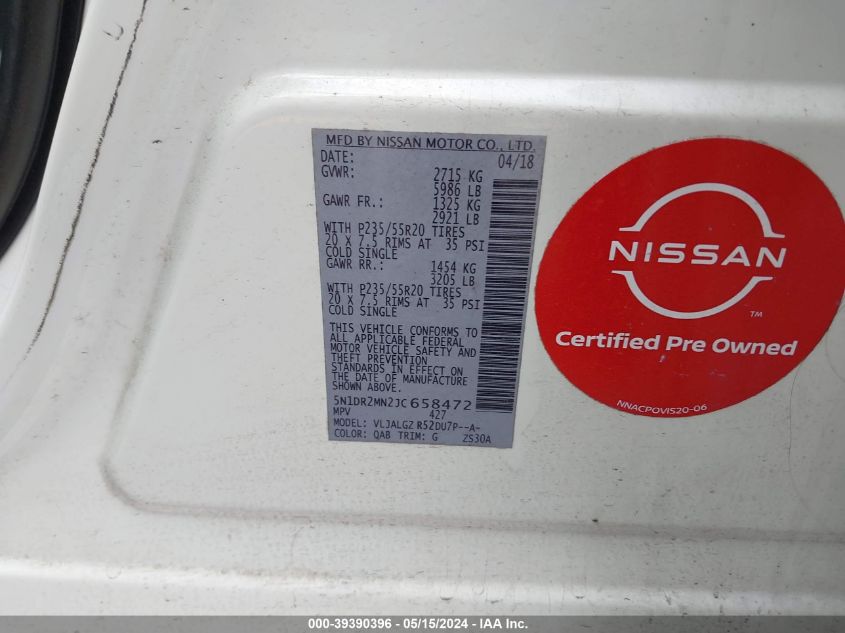 MFD BY NISSAN MOTOR CO., LTD.
DATE: 04/18
GVWR: 2715 KG
5986 LB
GAWR FR.: 1325 KG
2921 LB
WITH P235/55R20 TIRES
20 X 7.5 RIMS AT 35 PSI
COLD SINGLE
GAWR RR.: 1454 KG
3205 LB
WITH P235/55R20 TIRES
20 X 7.5 RIMS AT 35 PSI
COLD SINGLE
THIS VEHICLE CONFORMS TO
ALL APPLICABLE FEDERAL
MOTOR VEHICLE SAFETY AND
THEFT PREVENTION
STANDARDS IN EFFECT ON
THE DATE OF MANUFACTURE
SHOWN ABOVE.
5N1DR2MN2JC658472
MPV 427
MODEL: VLJALGZ R52DU7P--A-
COLOR: QAB TRIM: G ZS30A
NISSAN
TM
Certified Pre Owned
NNACPOVIS20-06
000-39390396 - 05/15/2024 - IAA Inc.